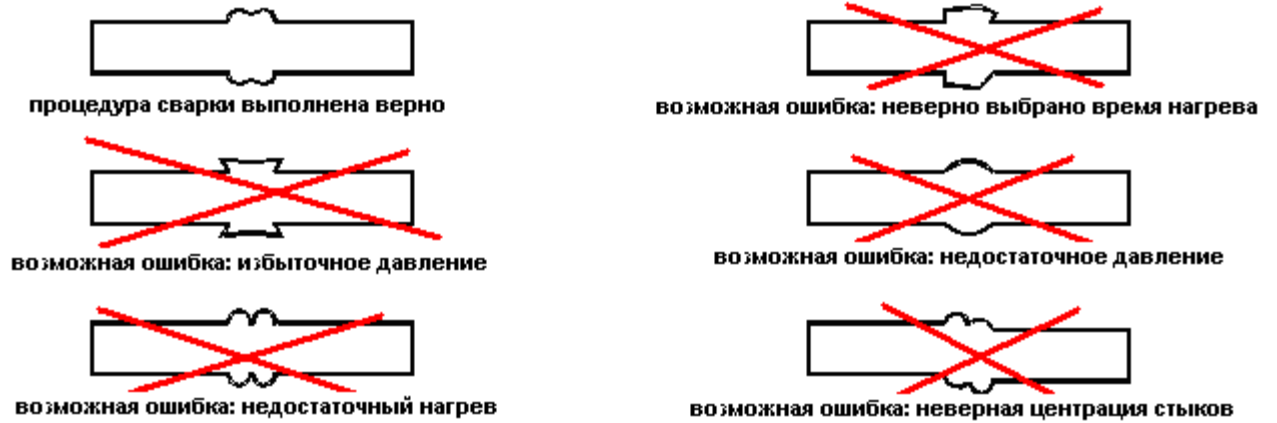 процедура сварки выполнена верно
возможная ошибка: неверно выбрано время нагрева
возможная ошибка: избыточное давление
возможная ошибка: недостаточное давление
возможная ошибка: недостаточный нагрев
возможная ошибка: неверная центрация стыков